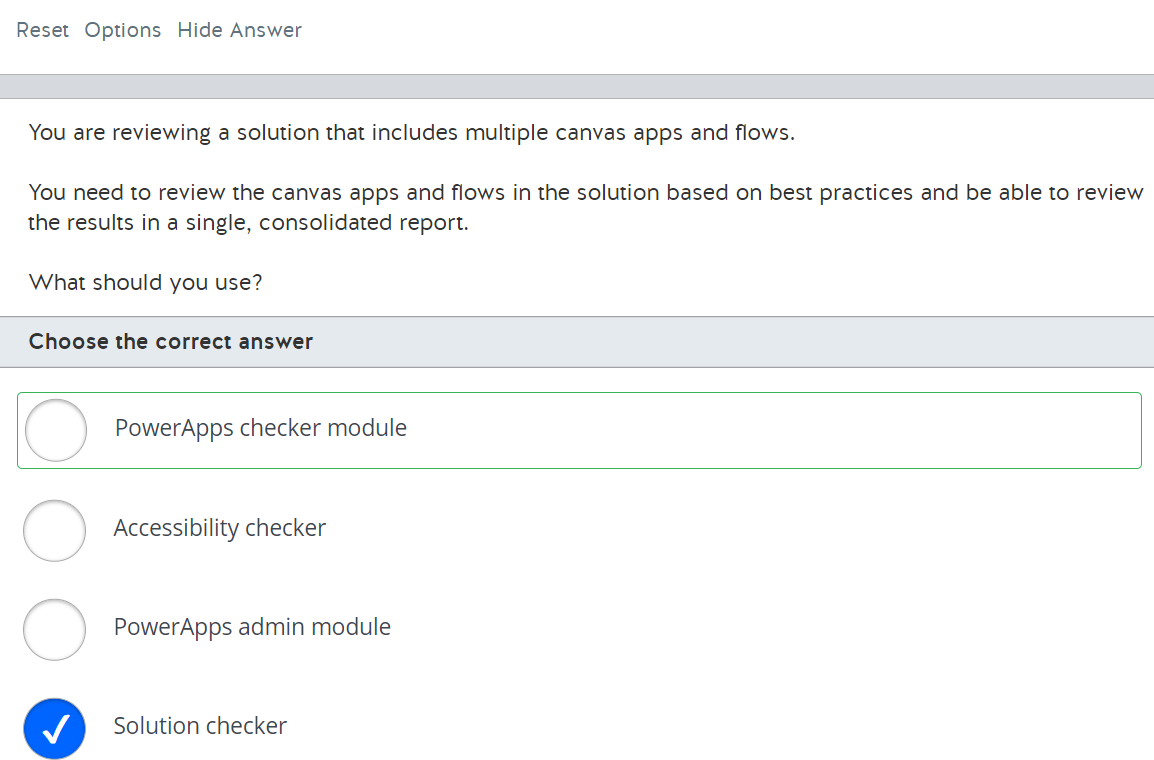 Reset Options Hide Answer
You are reviewing a solution that includes multiple canvas apps and flows.
You need to review the canvas apps and flows in the solution based on best practices and be able to review
the results in a single, consolidated report.
What should you use?
Choose the correct answer
PowerApps checker module
Accessibility checker
PowerApps admin module
Solution checker